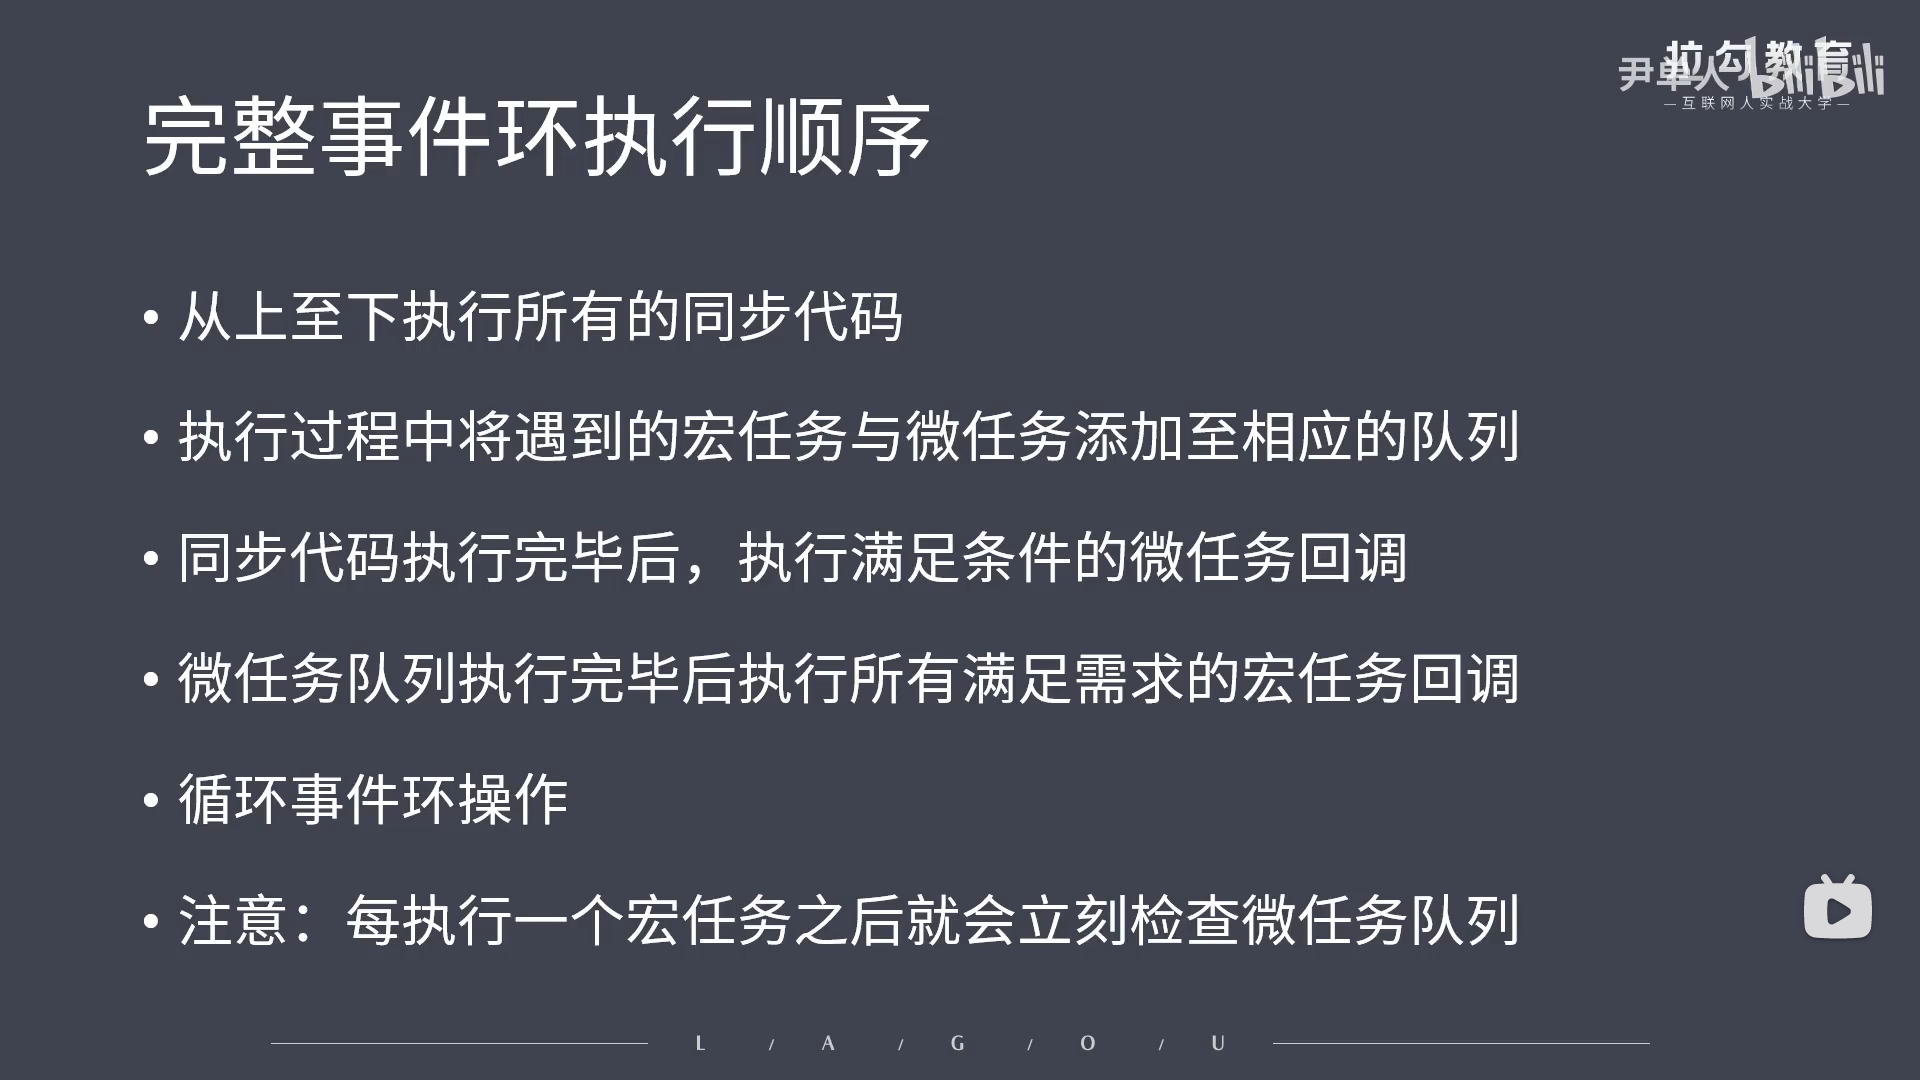 拉勾教育
尹单人 bilibili
—互联网人实战大学—
完整事件环执行顺序
• 从上至下执行所有的同步代码
• 执行过程中将遇到的宏任务与微任务添加至相应的队列
• 同步代码执行完毕后，执行满足条件的微任务回调
• 微任务队列执行完毕后执行所有满足需求的宏任务回调
• 循环事件环操作
• 注意：每执行一个宏任务之后就会立刻检查微任务队列
L / A / G / O / U